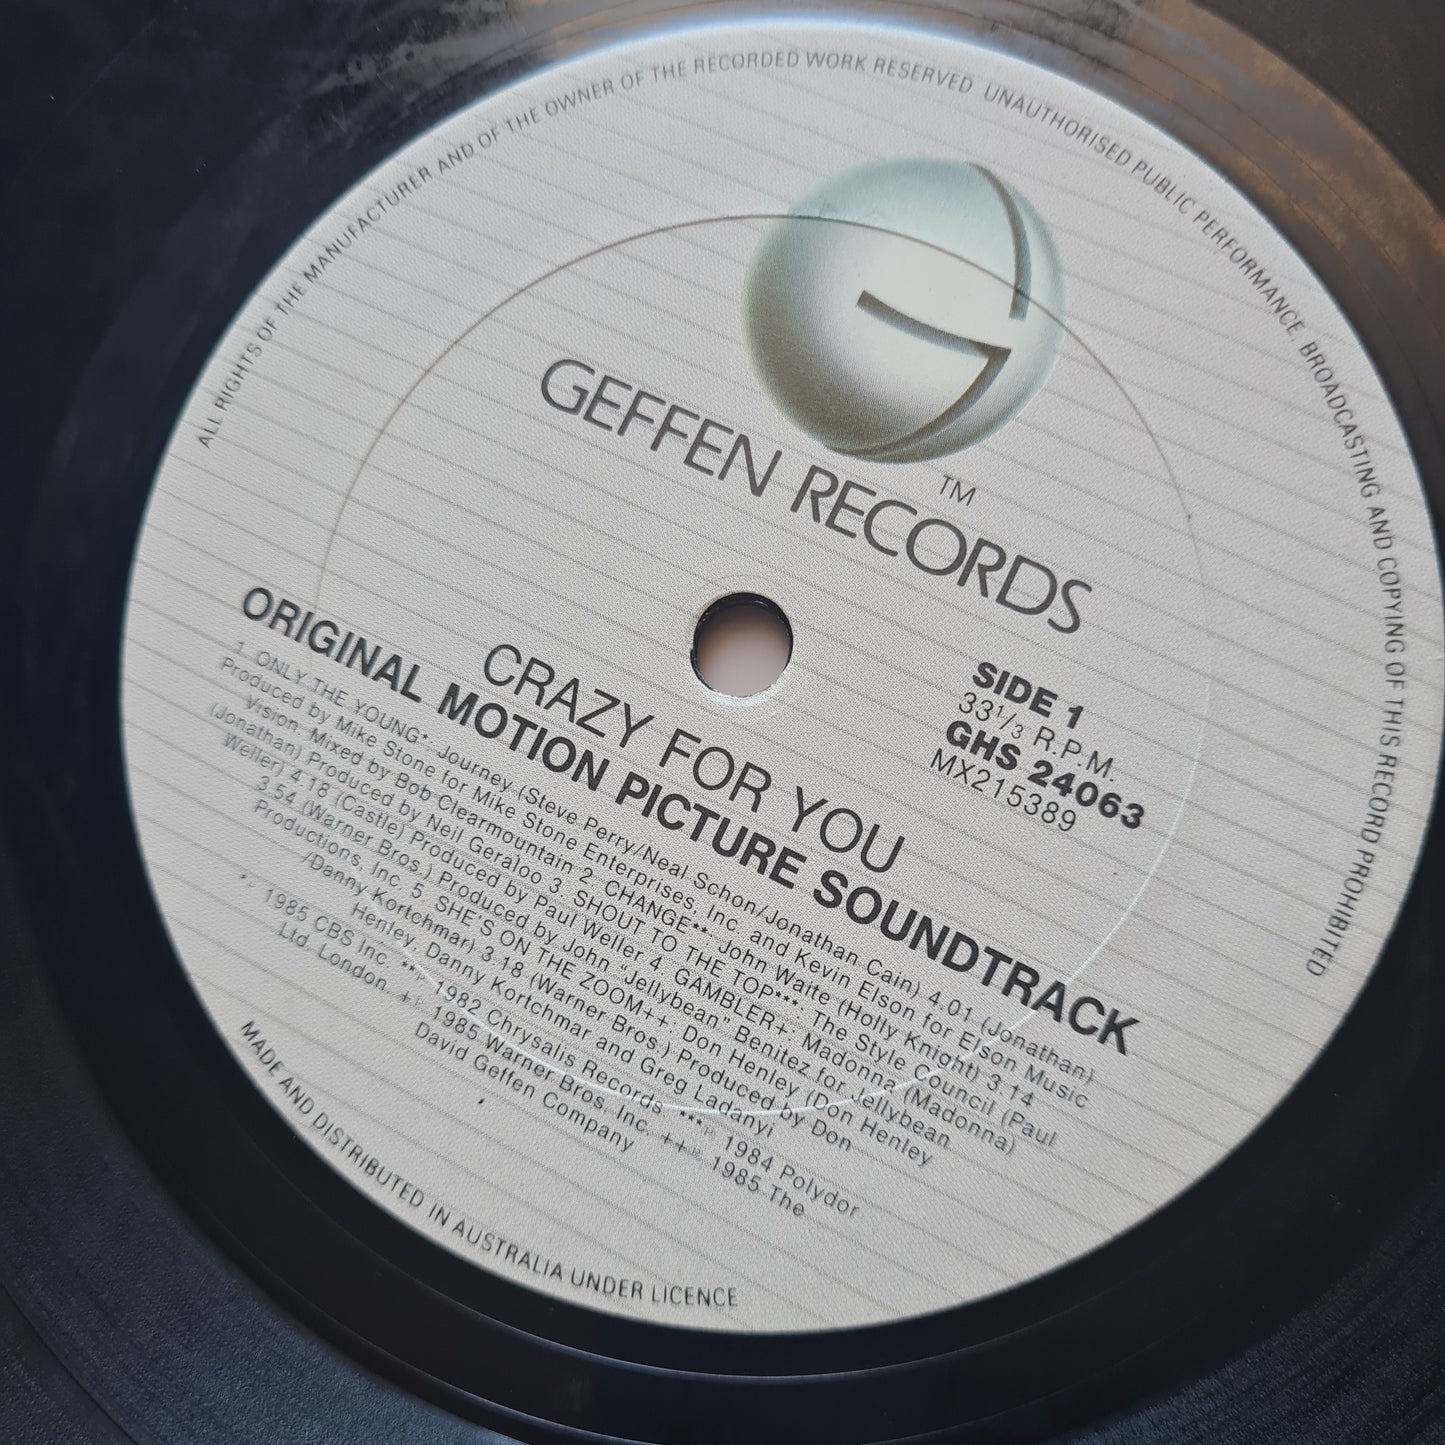 ALL RIGHTS OF THE MANUFACTURER AND OF THE OWNER OF THE RECORDED WORK RESERVED UNAUTHORISED PUBLIC PERFORMANCE, BROADCASTING AND COPYING OF THIS RECORD PROHIBITED
GEFFEN RECORDS
TM
SIDE 1
33 1/3 R.P.M.
GHS 24063
MX215389
CRAZY FOR YOU
ORIGINAL MOTION PICTURE SOUNDTRACK
1. ONLY THE YOUNG*: Journey (Steve Perry/Neal Schon/Jonathan Cain) 4.01 (Jonathan)
Produced by Mike Stone for Mike Stone Enterprises, Inc. and Kevin Elson for Elson Music
Vision. Mixed by Bob Clearmountain 2. CHANGE**: John Waite (Holly Knight) 3.14
(Jonathan) Produced by Neil Geraloo 3. SHOUT TO THE TOP***: The Style Council (Paul
Weller) 4.18 (Castle) Produced by Paul Weller 4. GAMBLER+: Madonna (Madonna)
3.54 (Warner Bros.) Produced by John "Jellybean" Benitez for Jellybean
Productions, Inc. 5. SHE'S ON THE ZOOM++: Don Henley (Don Henley
/Danny Kortchmar) 3.18 (Warner Bros.) Produced by Don
Henley, Danny Kortchmar and Greg Ladanyi
*℗ 1985 CBS Inc. **℗ 1982 Chrysalis Records ***℗ 1984 Polydor
Ltd. London. +℗ 1985 Warner Bros. Inc. ++℗ 1985 The
David Geffen Company
MADE AND DISTRIBUTED IN AUSTRALIA UNDER LICENCE